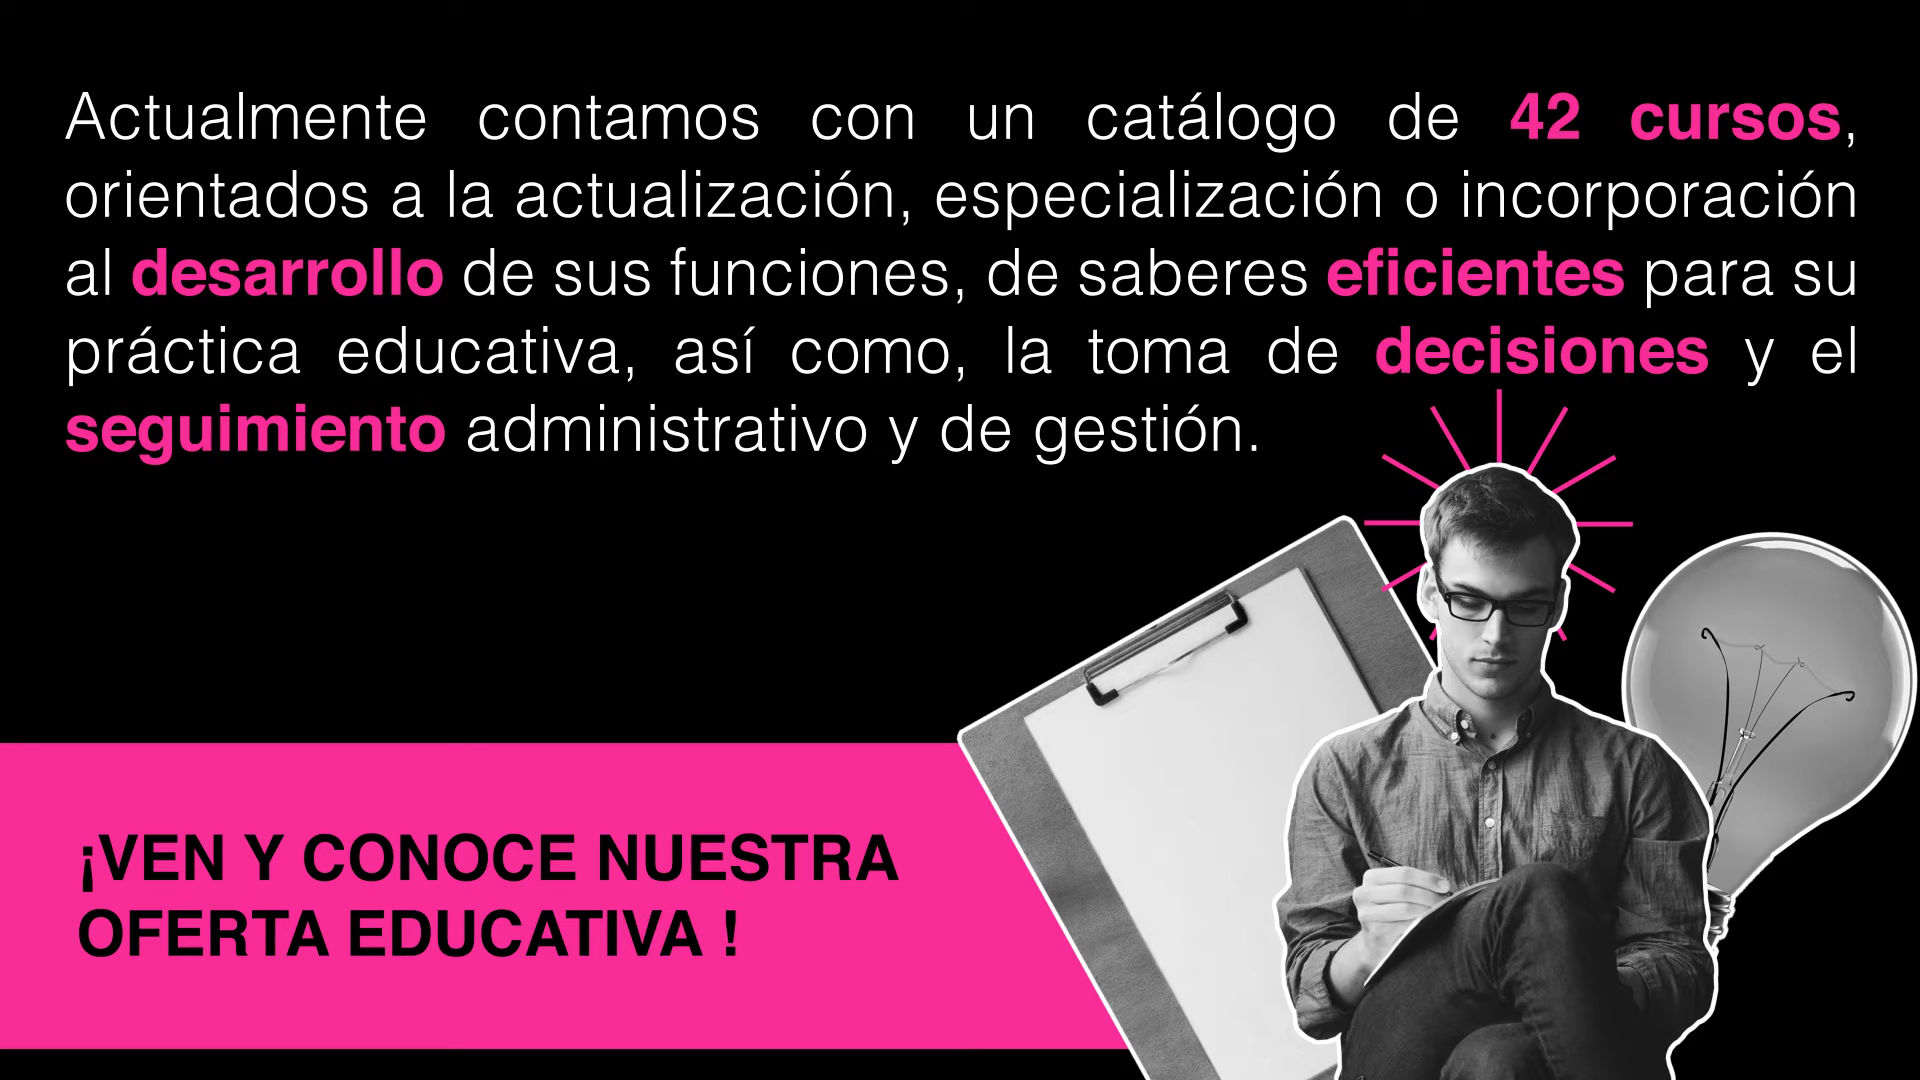 Actualmente contamos con un catálogo de 42 cursos,
orientados a la actualización, especialización o incorporación
al desarrollo de sus funciones, de saberes eficientes para su
práctica educativa, así como, la toma de decisiones y el
seguimiento administrativo y de gestión.
¡VEN Y CONOCE NUESTRA
OFERTA EDUCATIVA !